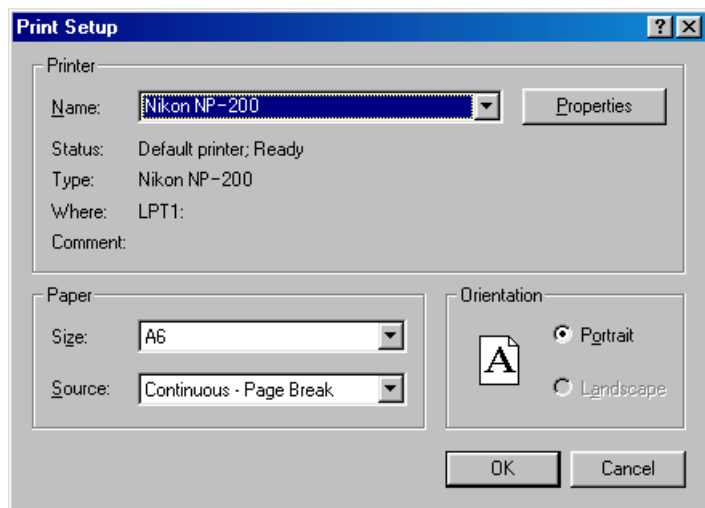 Print Setup
Printer
Name: Nikon NP-200 Properties
Status: Default printer; Ready
Type: Nikon NP-200
Where: LPT1:
Comment:
Paper
Size: A6
Source: Continuous - Page Break
Orientation
A
Portrait
Landscape
OK Cancel